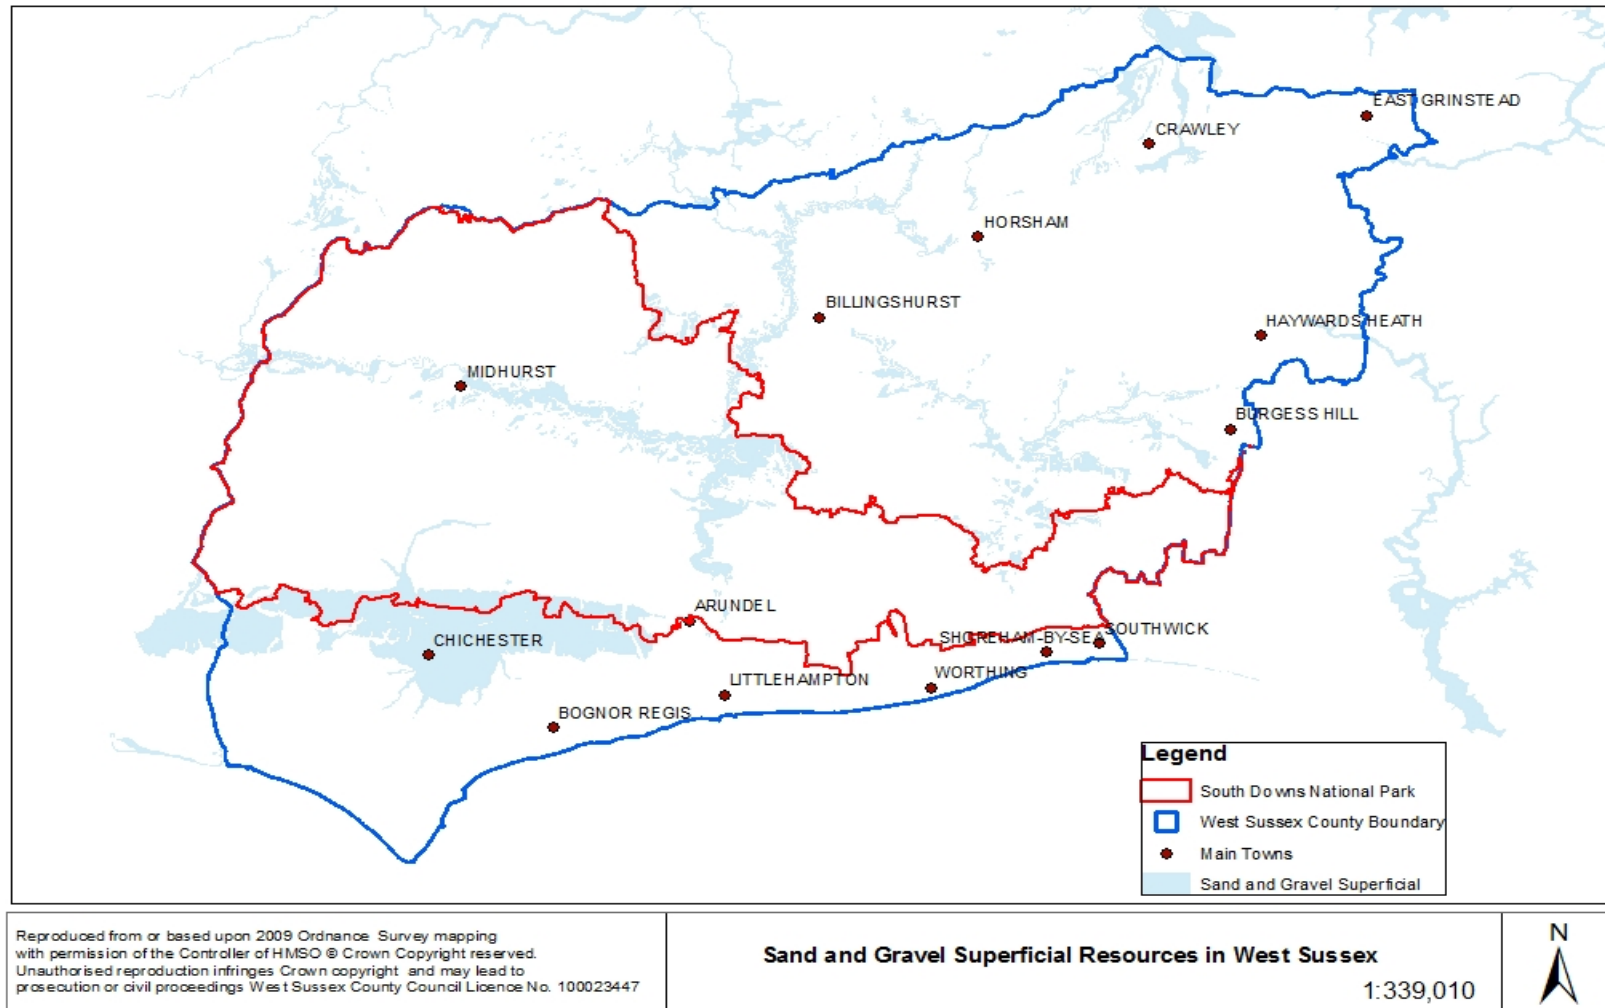 EAST GRINSTEAD
CRAWLEY
HORSHAM
BILLINGSHURST
HAYWARDS HEATH
MIDHURST
BURGESS HILL
ARUNDEL
CHICHESTER
SHOREHAM-BY-SEA
SOUTHWICK
WORTHING
LITTLEHAMPTON
BOGNOR REGIS
Legend
South Downs National Park
West Sussex County Boundary
Main Towns
Sand and Gravel Superficial
Reproduced from or based upon 2009 Ordnance Survey mapping
with permission of the Controller of HMSO © Crown Copyright reserved.
Unauthorised reproduction infringes Crown copyright and may lead to
prosecution or civil proceedings West Sussex County Council Licence No. 100023447
Sand and Gravel Superficial Resources in West Sussex
1:339,010
N